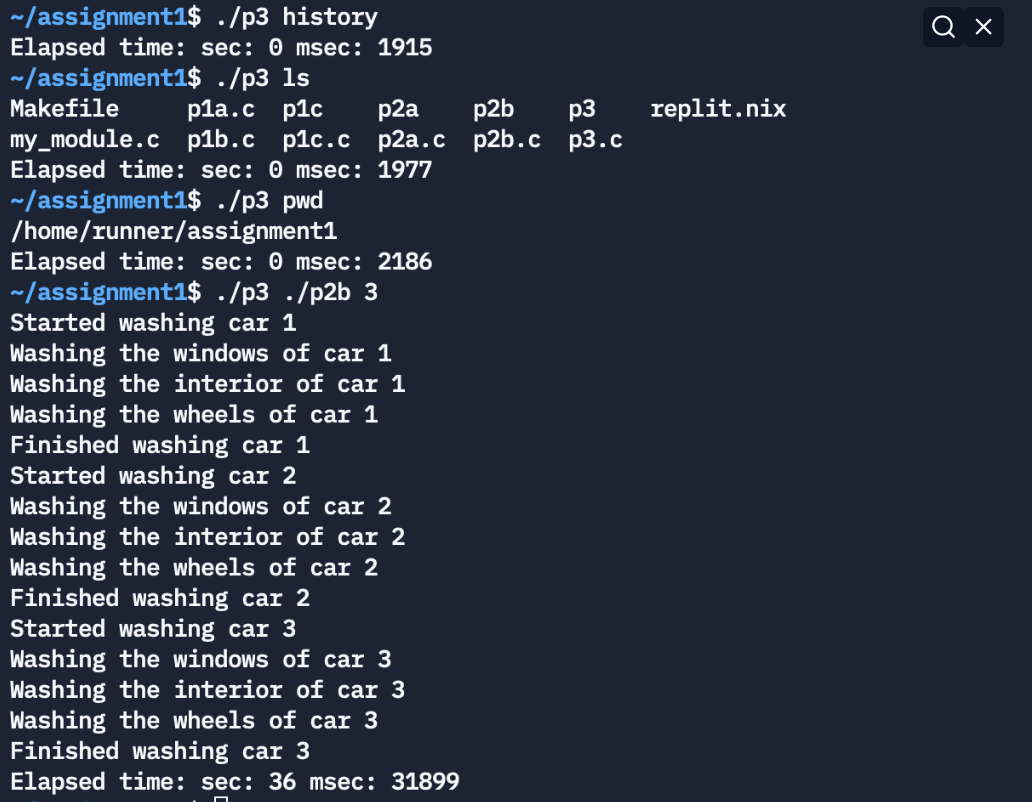 ~/assignment1$ ./p3 history
Elapsed time: sec: 0 msec: 1915
~/assignment1$ ./p3 ls
Makefile     p1a.c  p1c    p2a    p2b    p3    replit.nix
my_module.c  p1b.c  p1c.c  p2a.c  p2b.c  p3.c
Elapsed time: sec: 0 msec: 1977
~/assignment1$ ./p3 pwd
/home/runner/assignment1
Elapsed time: sec: 0 msec: 2186
~/assignment1$ ./p3 ./p2b 3
Started washing car 1
Washing the windows of car 1
Washing the interior of car 1
Washing the wheels of car 1
Finished washing car 1
Started washing car 2
Washing the windows of car 2
Washing the interior of car 2
Washing the wheels of car 2
Finished washing car 2
Started washing car 3
Washing the windows of car 3
Washing the interior of car 3
Washing the wheels of car 3
Finished washing car 3
Elapsed time: sec: 36 msec: 31899